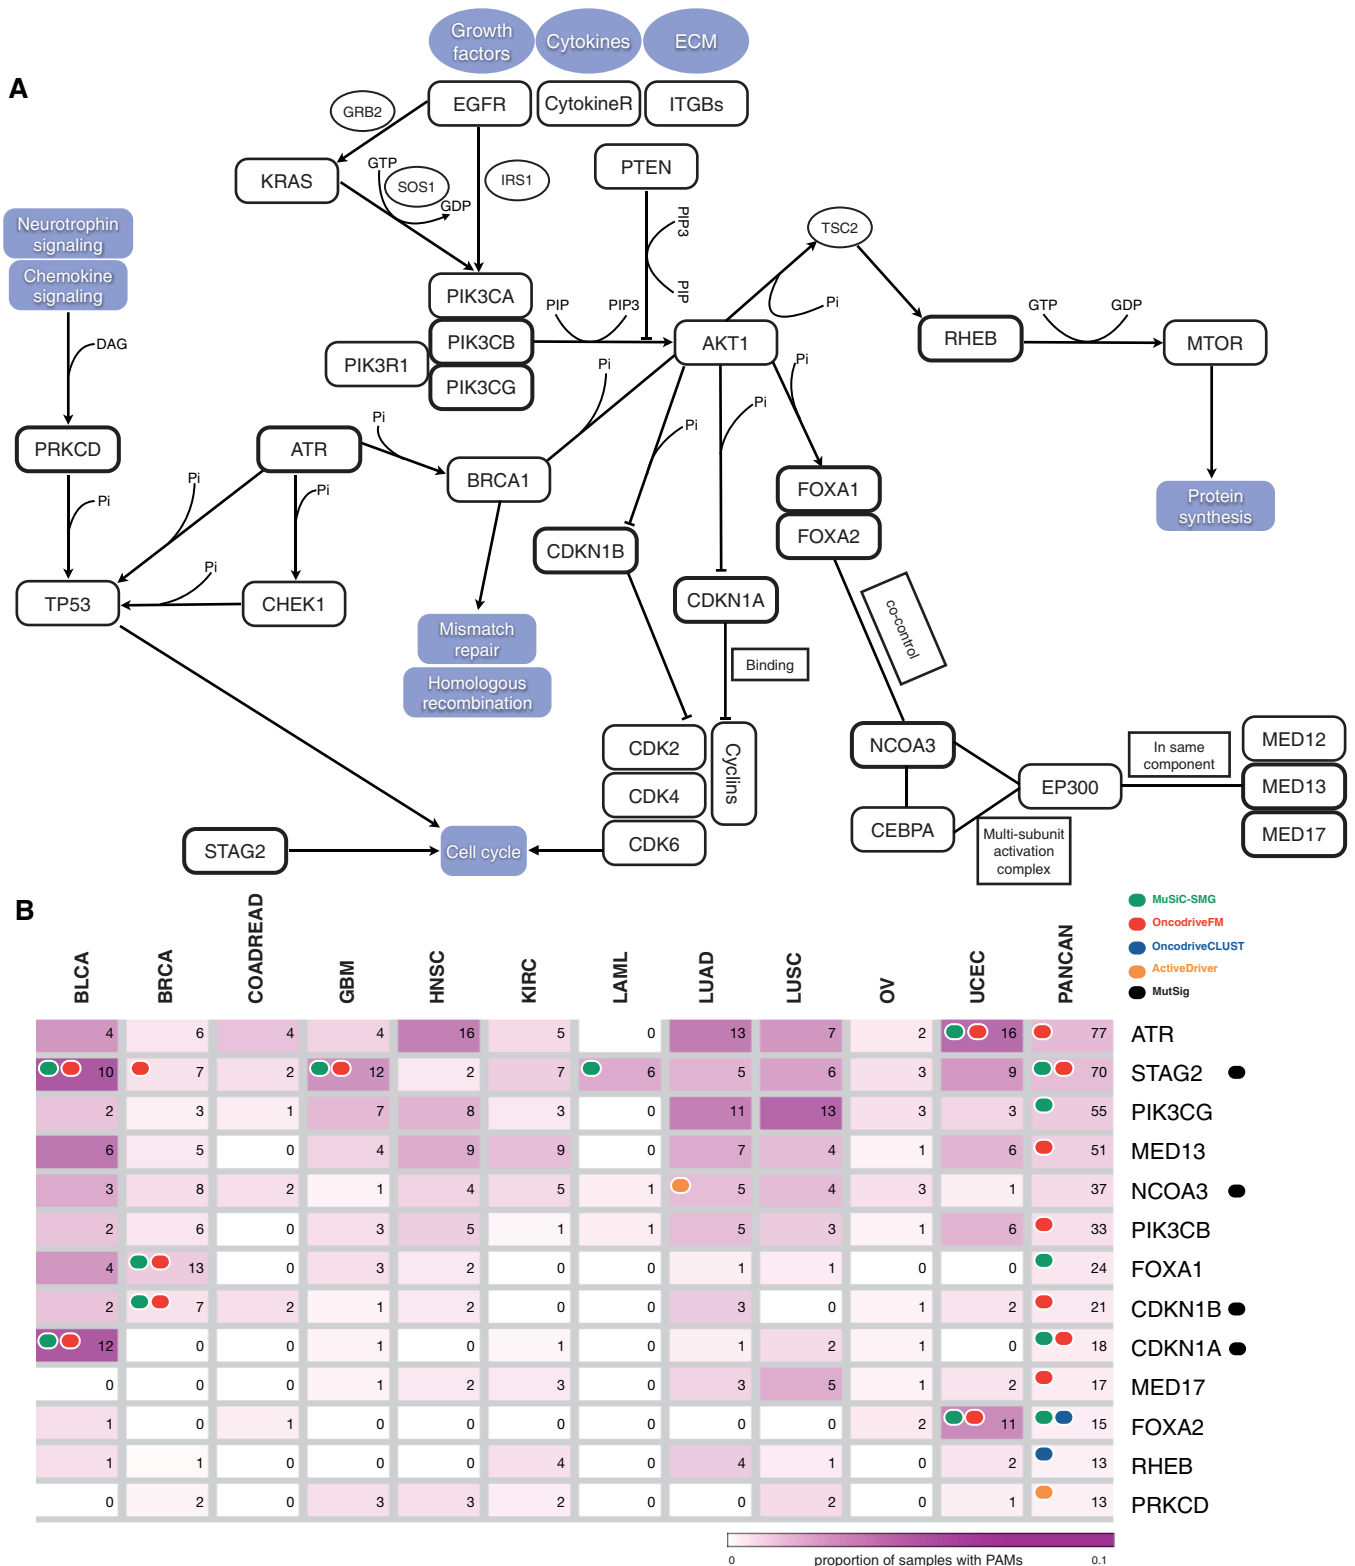 A
Growth
factors
Cytokines
ECM
EGFR
CytokineR
ITGBs
GRB2
KRAS
GTP
SOS1
GDP
IRS1
PTEN
PIP3
PIP
TSC2
Neurotrophin
signaling
Chemokine
signaling
DAG
PIK3CA
PIK3CB
PIK3CG
PIK3R1
PIP
PIP3
AKT1
Pi
RHEB
GTP
GDP
MTOR
Pi
Pi
Pi
Pi
PRKCD
ATR
Pi
BRCA1
FOXA1
FOXA2
Protein
synthesis
Pi
Pi
Pi
CDKN1B
Pi
TP53
CHEK1
CDKN1A
co-control
Mismatch
repair
Homologous
recombination
Binding
CDK2
CDK4
CDK6
Cyclins
NCOA3
CEBPA
EP300
In same
component
MED12
MED13
MED17
Multi-subunit
activation
complex
STAG2
Cell cycle
B
MuSiC-SMG
OncodriveFM
OncodriveCLUST
ActiveDriver
MutSig
BLCA BRCA COADREAD GBM HNSC KIRC LAML LUAD LUSC OV UCEC PANCAN
4 6 4 4 16 5 0 13 7 2 16 77 ATR
10 7 2 12 2 7 6 5 6 3 9 70 STAG2
2 3 1 7 8 3 0 11 13 3 3 55 PIK3CG
6 5 0 4 9 9 0 7 4 1 6 51 MED13
3 8 2 1 4 5 1 5 4 3 1 37 NCOA3
2 6 0 3 5 1 1 5 3 1 6 33 PIK3CB
4 13 0 3 2 0 0 1 1 0 0 24 FOXA1
2 7 2 1 2 0 0 3 0 1 2 21 CDKN1B
12 0 0 1 0 1 0 1 2 1 0 18 CDKN1A
0 0 0 1 2 3 0 3 5 1 2 17 MED17
1 0 1 0 0 0 0 0 0 2 11 15 FOXA2
1 1 0 0 0 4 0 4 1 0 2 13 RHEB
0 2 0 3 3 2 0 0 2 0 1 13 PRKCD
0 proportion of samples with PAMs 0.1